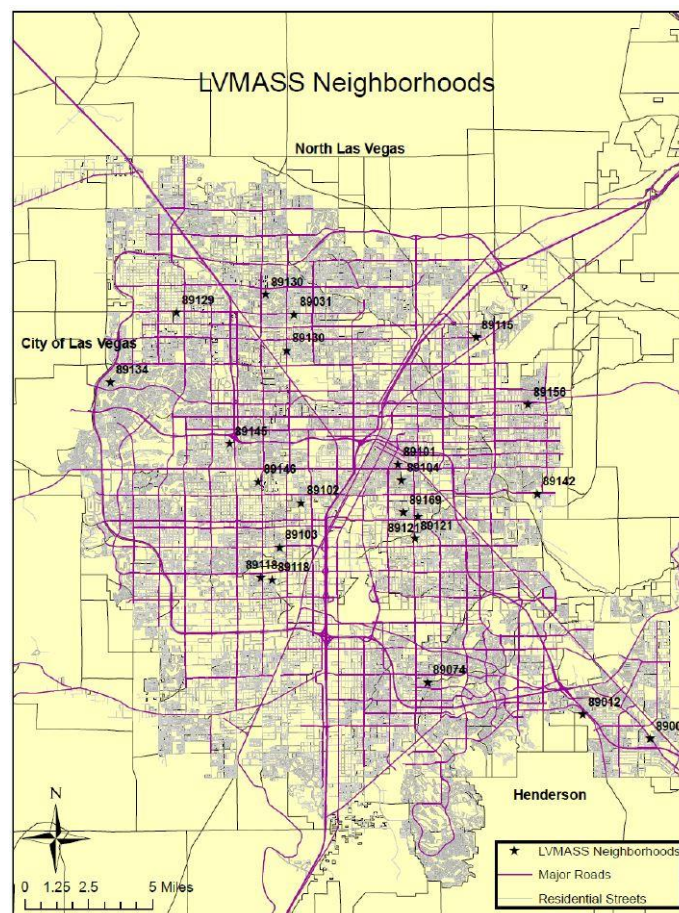 LVMASS Neighborhoods
North Las Vegas
89130
89129
89031
City of Las Vegas
89130
89115
89134
89156
89145
89101
89146
89104
89102
89142
89169
89121
89121
89103
89118
89118
89074
89012
8900
Henderson
N
0 1.25 2.5 5 Miles
LVMASS Neighborhoods
Major Roads
Residential Streets